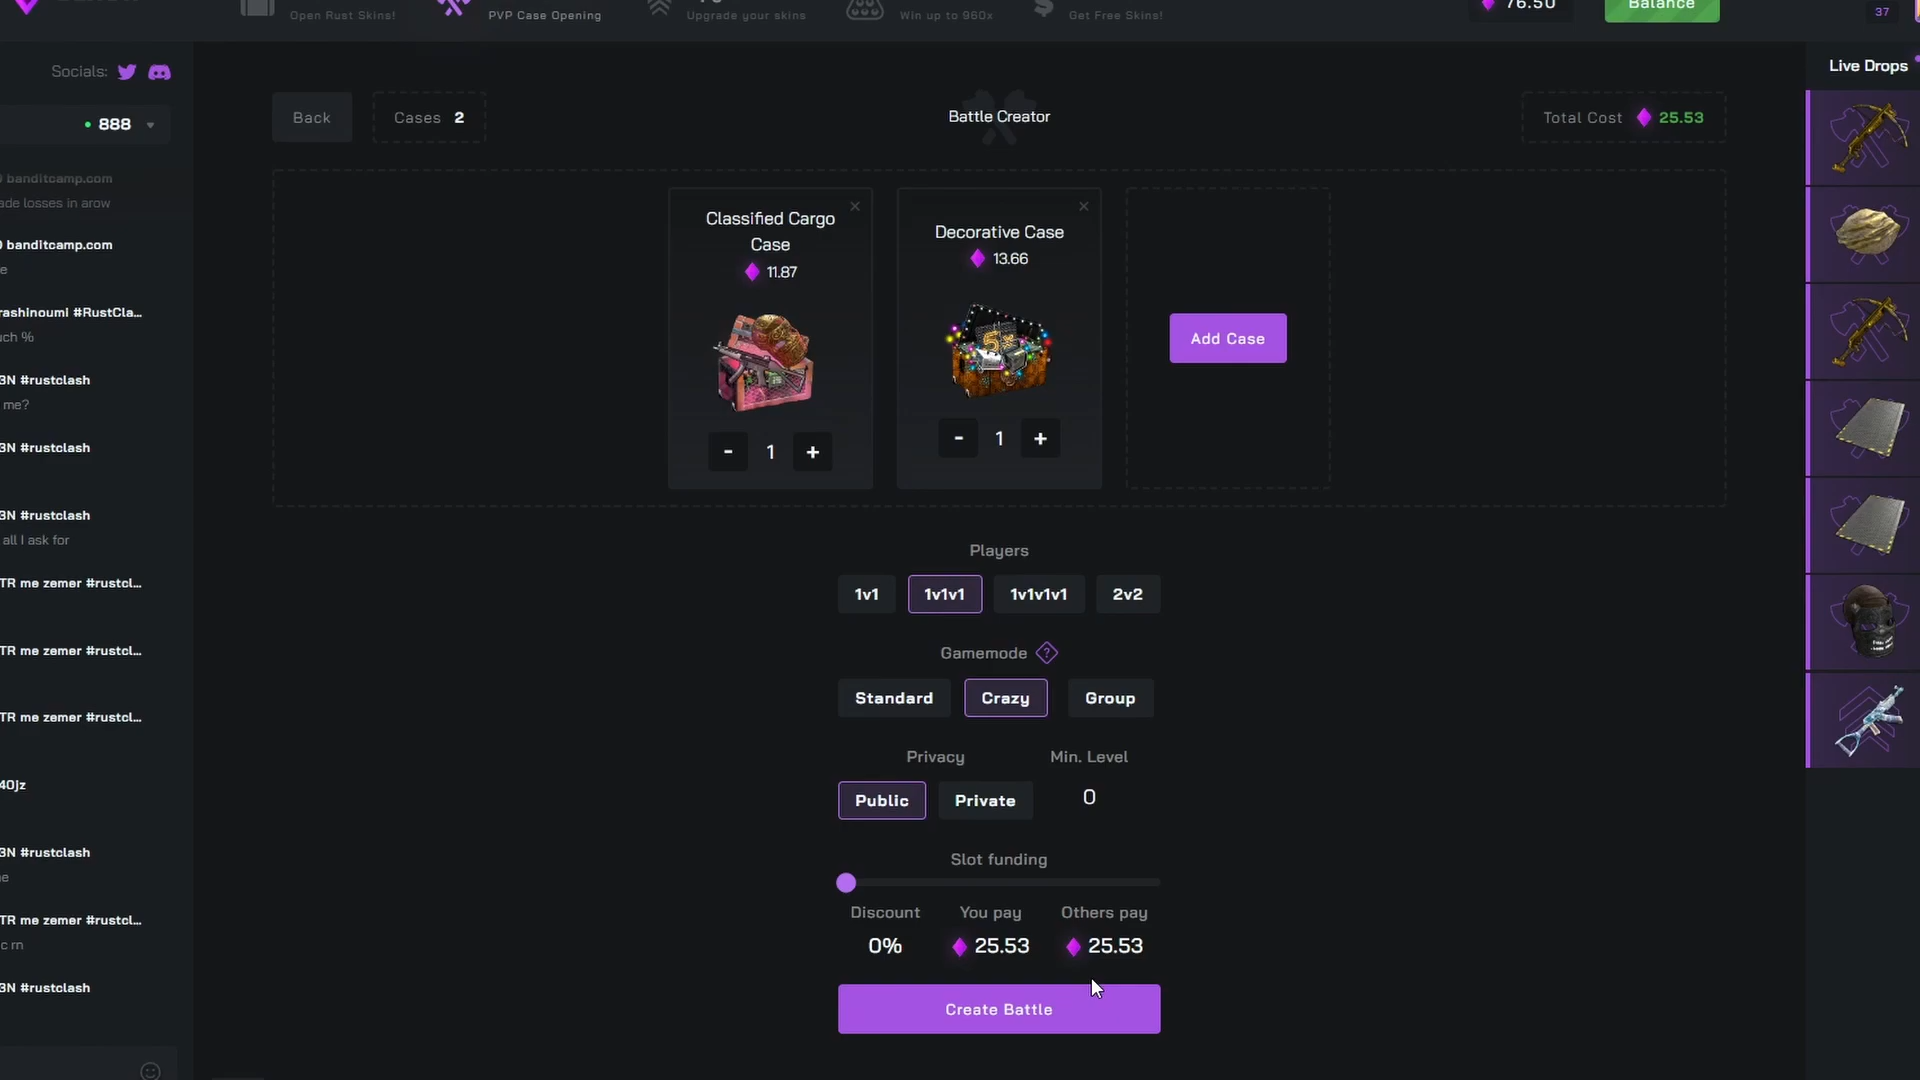 Open Rust Skins!
PVP Case Opening
Upgrade your skins
Win up to 960x
Get Free Skins!
76.50
Balance
37
Socials:
888
banditcamp.com
ade losses in arow
banditcamp.com
e
rashinoumi #RustCla...
uch %
3N #rustclash
me?
3N #rustclash
3N #rustclash
all I ask for
TR me zemer #rustcl...
TR me zemer #rustcl...
TR me zemer #rustcl...
40jz
3N #rustclash
ne
TR me zemer #rustcl...
c rn
3N #rustclash
Back
Cases 2
Battle Creator
Total Cost 25.53
Classified Cargo
Case
11.87
- 1 +
Decorative Case
13.66
- 1 +
Add Case
Players
1v1 1v1v1 1v1v1v1 2v2
Gamemode ?
Standard Crazy Group
Privacy Min. Level
Public Private 0
Slot funding
Discount You pay Others pay
0% 25.53 25.53
Create Battle
Live Drops